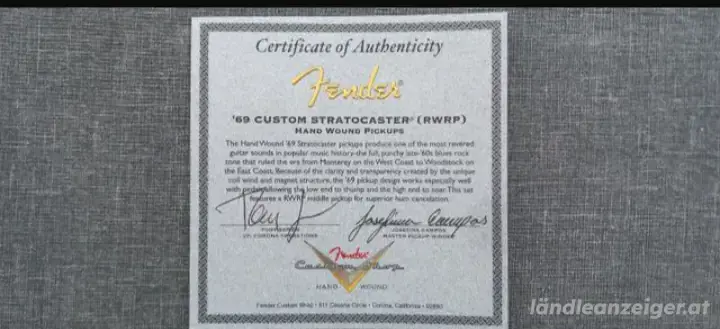 Certificate of Authenticity
Fender®
'69 CUSTOM STRATOCASTER® (RWRP)
HAND WOUND PICKUPS
The Hand Wound '69 Stratocaster pickups produce one of the most revered
guitar sounds in popular music history-the full, punchy late-'60s blues rock
tone that ruled the era from Monterey on the West Coast to Woodstock on
the East Coast. Because of the clarity and transparency created by the unique
coil wind and magnet structure, the '69 pickup design works especially well
with allowing the low end to thump and the high end to soar. This set
features a RWRP middle pickup for superior hum cancelation.
Josefina Campos
VP, CORONA OPERATIONS
JOSEFINA CAMPOS
MASTER PICKUP WINDER
Fender
Custom Shop
HAND WOUND
Fender Custom Shop • 311 Cessna Circle • Corona, California • 92880
ländleanzeiger.at